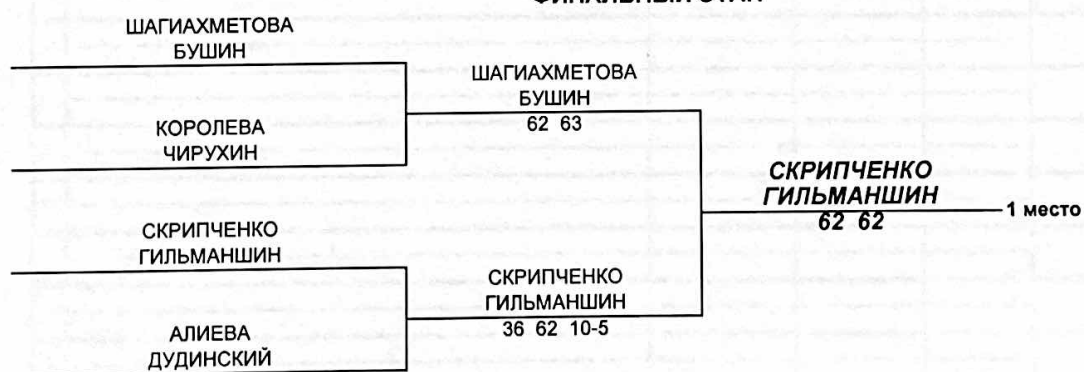 ШАГИАХМЕТОВА
БУШИН
КОРОЛЕВА
ЧИРУХИН
СКРИПЧЕНКО
ГИЛЬМАНШИН
АЛИЕВА
ДУДИНСКИЙ
ШАГИАХМЕТОВА
БУШИН
62 63
СКРИПЧЕНКО
ГИЛЬМАНШИН
36 62 10-5
СКРИПЧЕНКО
ГИЛЬМАНШИН
62 62
1 место